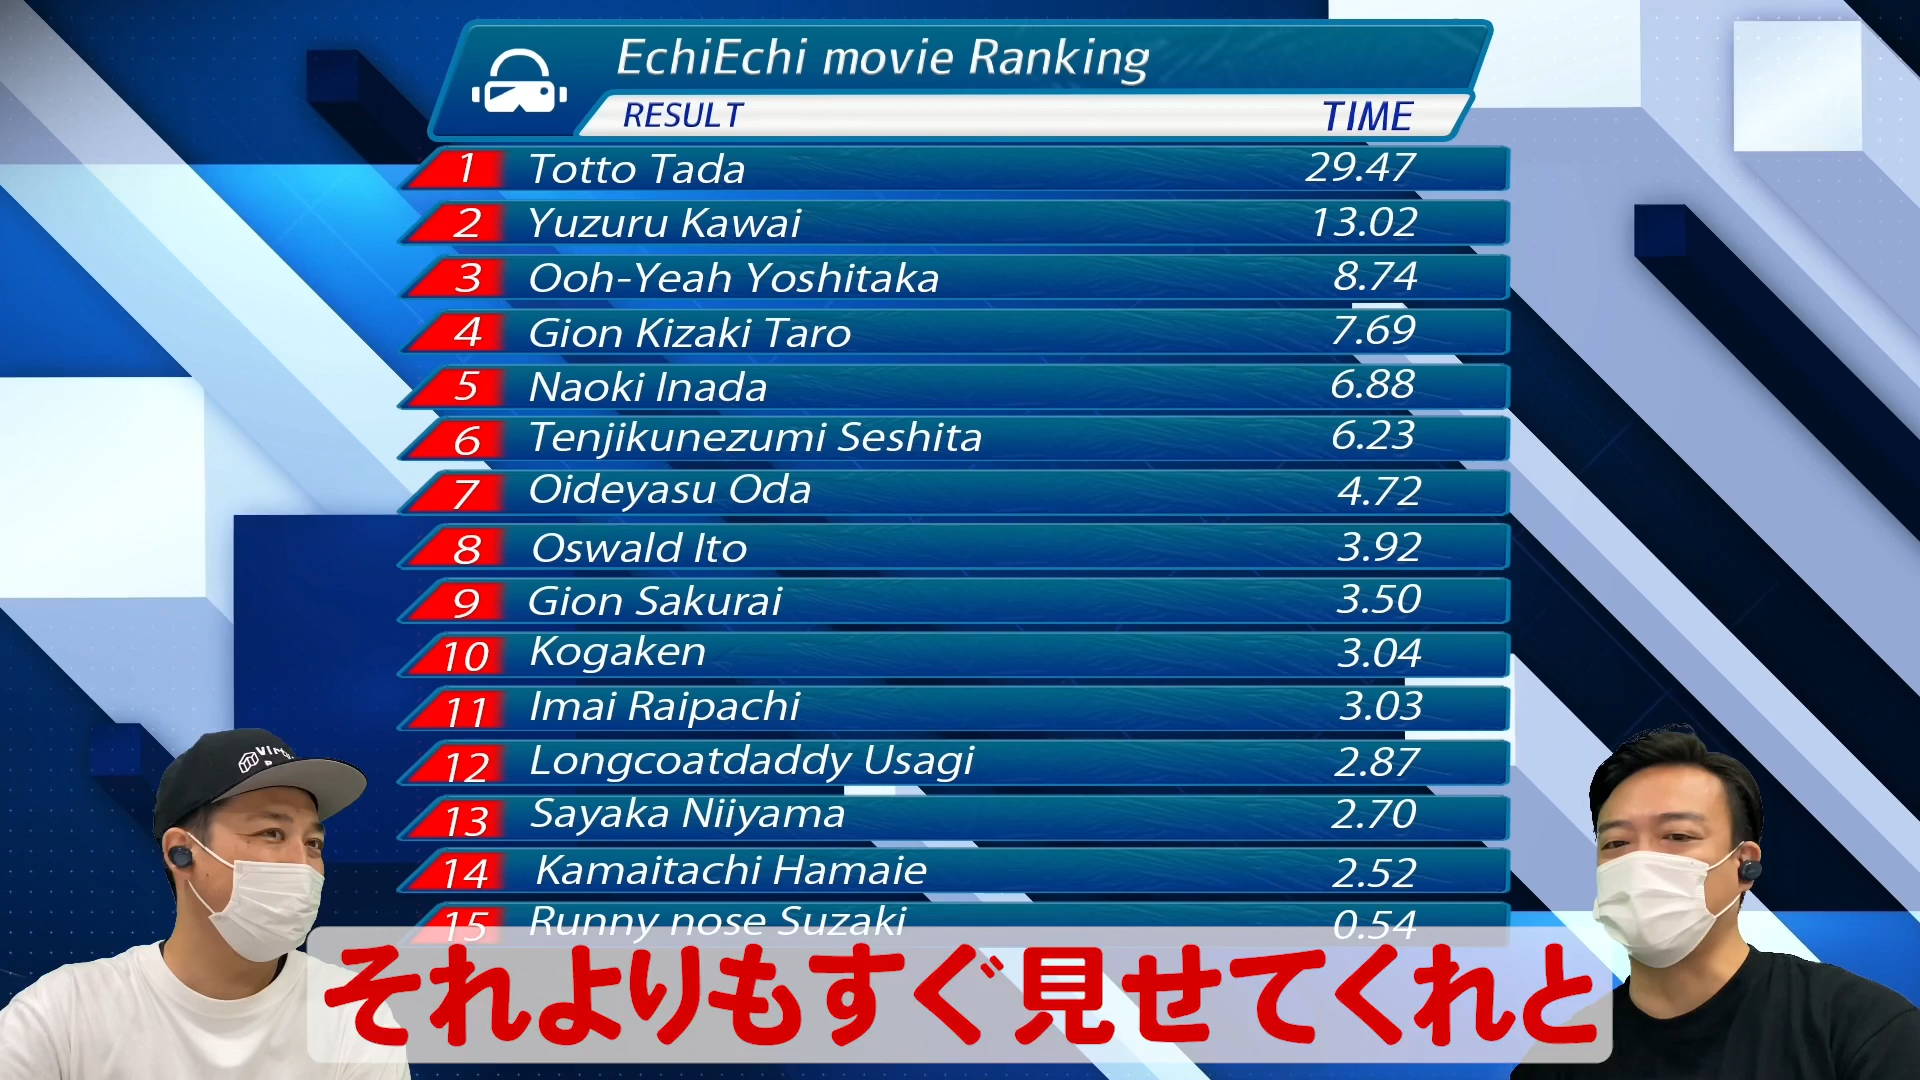 EchiEchi movie Ranking
RESULT TIME
1 Totto Tada 29.47
2 Yuzuru Kawai 13.02
3 Ooh-Yeah Yoshitaka 8.74
4 Gion Kizaki Taro 7.69
5 Naoki Inada 6.88
6 Tenjikunezumi Seshita 6.23
7 Oideyasu Oda 4.72
8 Oswald Ito 3.92
9 Gion Sakurai 3.50
10 Kogaken 3.04
11 Imai Raipachi 3.03
12 Longcoatdaddy Usagi 2.87
13 Sayaka Niiyama 2.70
14 Kamaitachi Hamaie 2.52
15 Runny nose Suzaki 0.54
それよりもすぐ見せてくれと